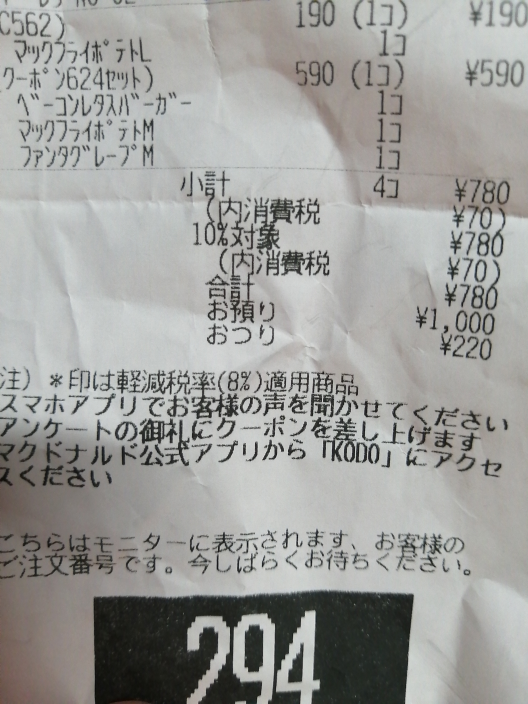 190 (1コ) ¥190
C562)
マックフライポテトL 1コ
(クーポン624セット) 590 (1コ) ¥590
ベーコンレタスバーガー 1コ
マックフライポテトM 1コ
ファンタグレープM 1コ
小計 4コ ¥780
(内消費税 ¥70)
10%対象 ¥780
(内消費税 ¥70)
合計 ¥780
お預り ¥1,000
おつり ¥220
注) *印は軽減税率(8%)適用商品
スマホアプリでお客様の声を聞かせてください
アンケートの御礼にクーポンを差し上げます
マクドナルド公式アプリから「KODO」にアクセ
スください
こちらはモニターに表示されます、お客様の
ご注文番号です。今しばらくお待ちください。
294